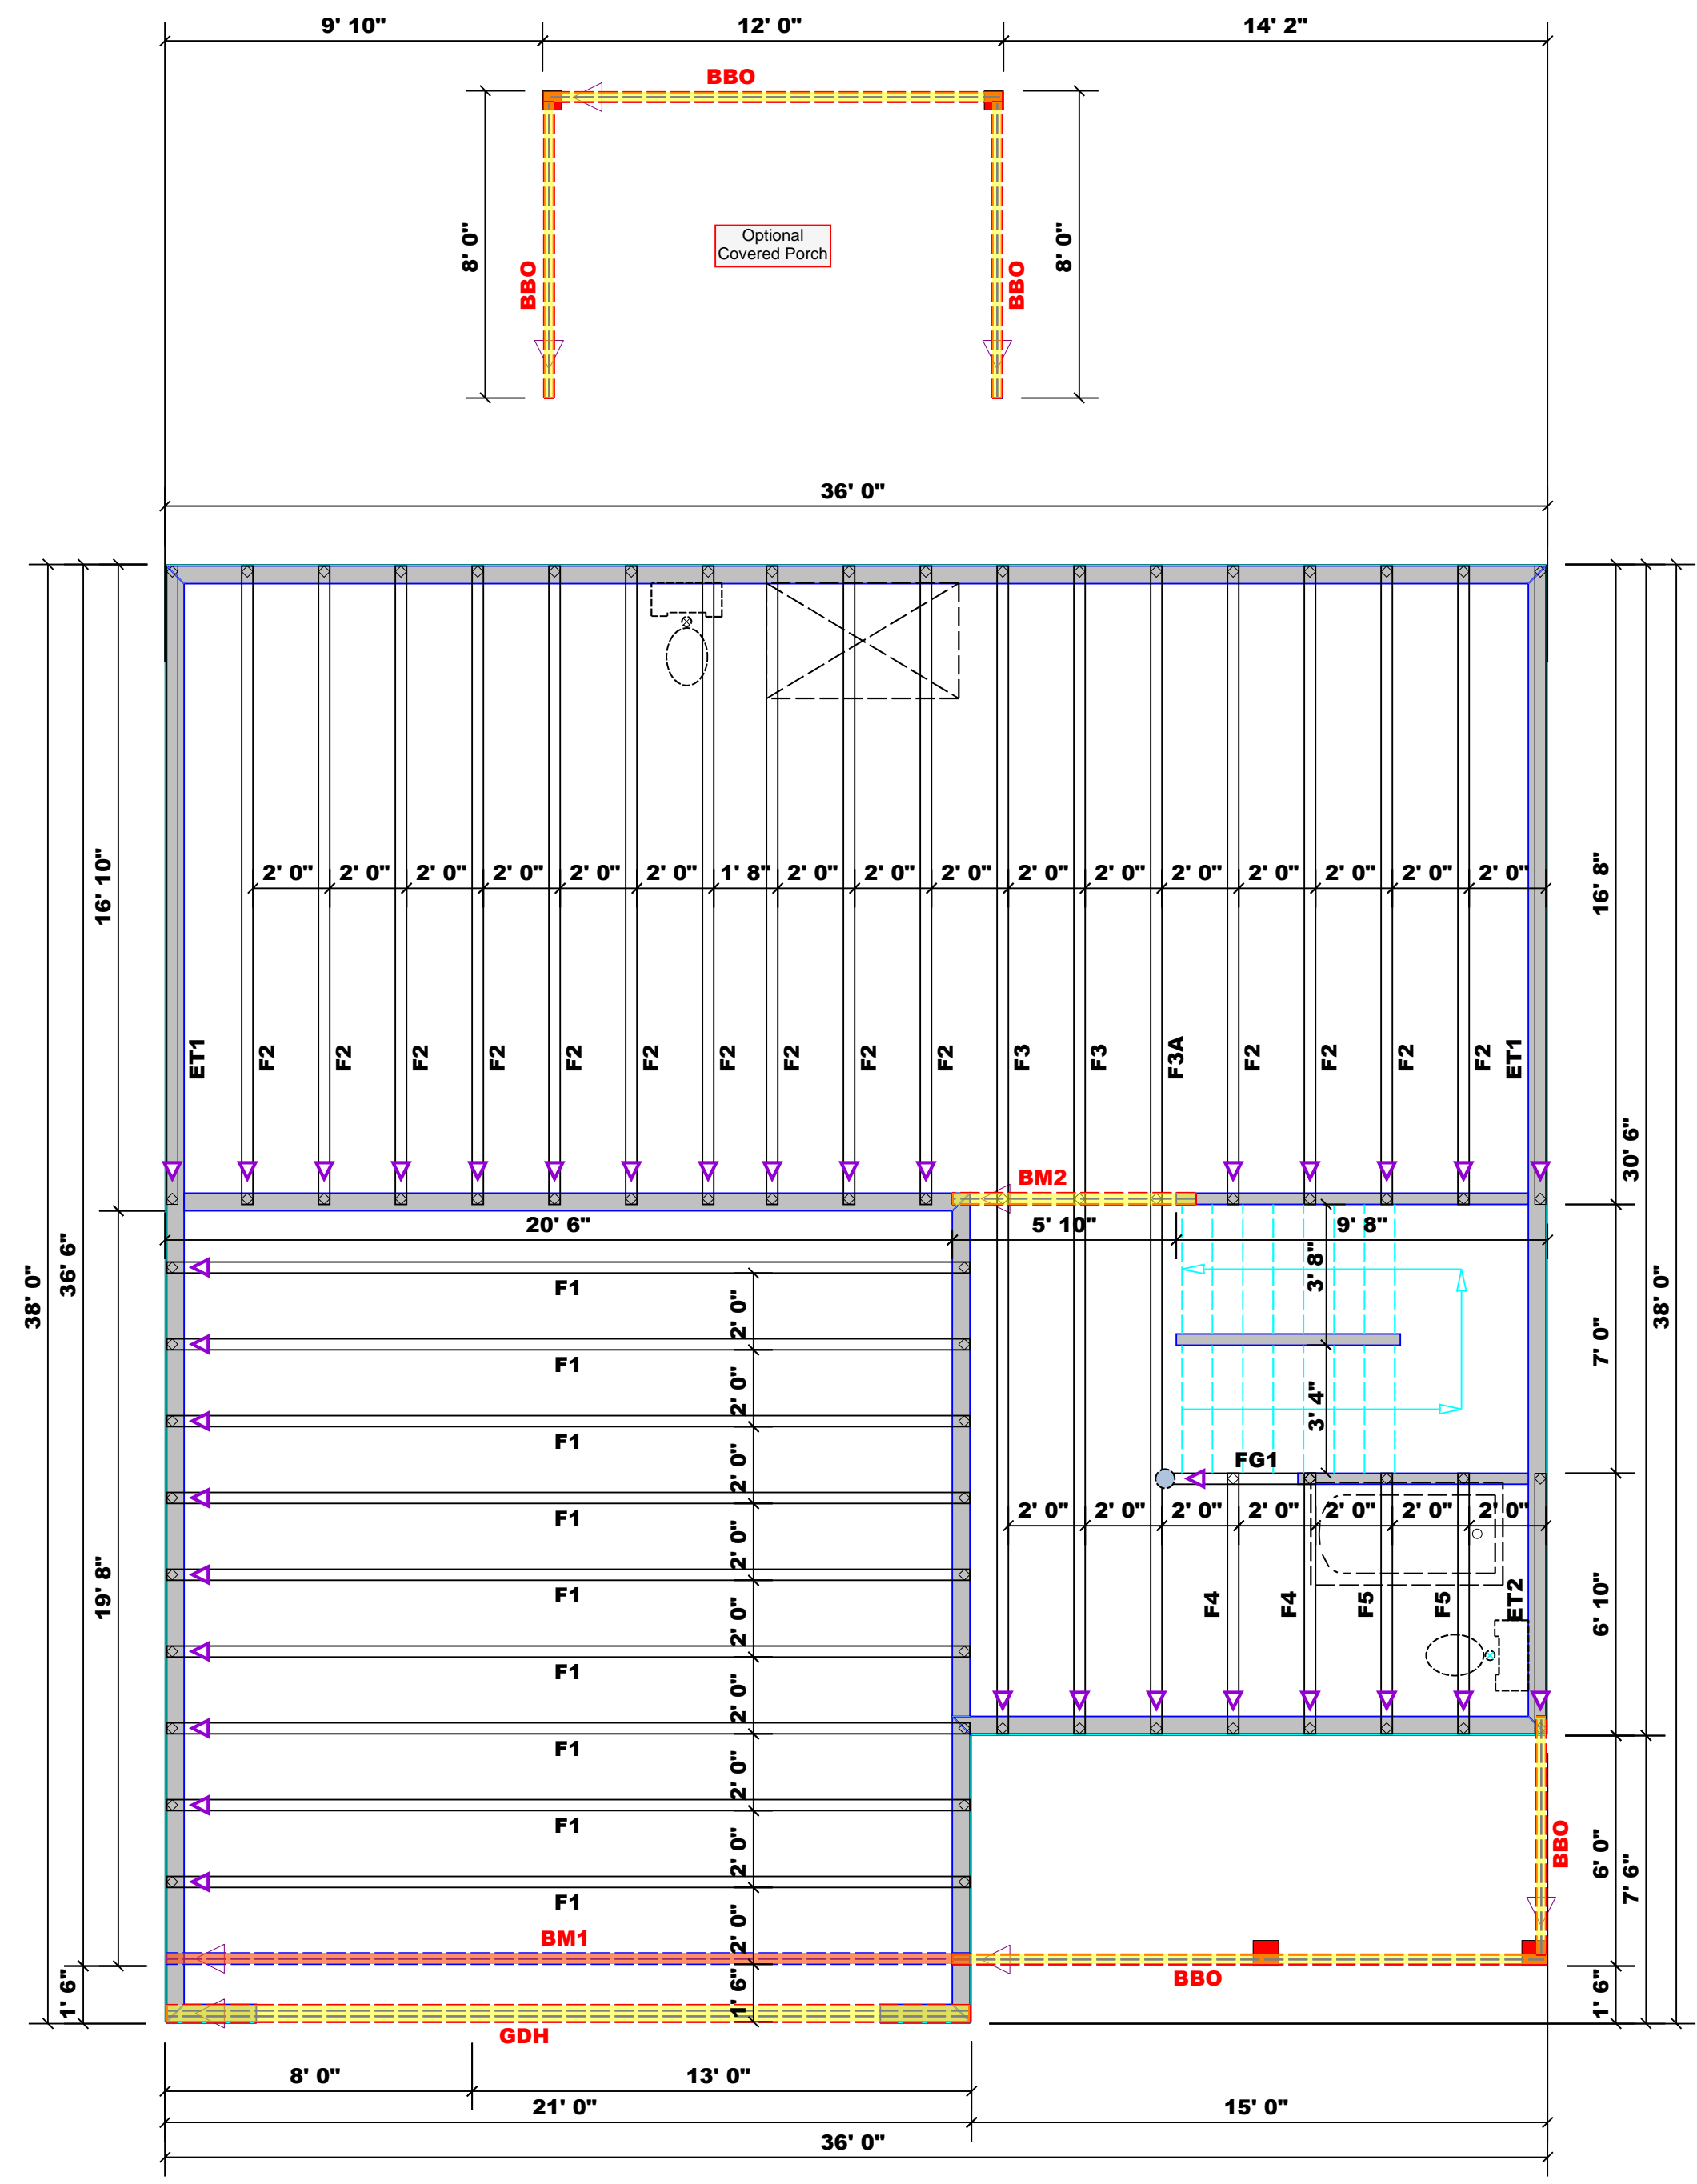 9' 10"
12' 0"
14' 2"
BBO
8' 0"
BBO
Optional
Covered Porch
BBO
8' 0"
36' 0"
16' 10"
36' 6"
38' 0"
19' 8"
1' 6"
16' 8"
30' 6"
38' 0"
7' 0"
6' 10"
6' 0"
7' 6"
1' 6"
2' 0"
2' 0"
2' 0"
2' 0"
2' 0"
2' 0"
1' 8"
2' 0"
2' 0"
2' 0"
2' 0"
2' 0"
2' 0"
2' 0"
2' 0"
2' 0"
2' 0"
ET1
F2
F2
F2
F2
F2
F2
F2
F2
F2
F2
F3
F3
F3A
F2
F2
F2
F2
ET1
BM2
20' 6"
5' 10"
9' 8"
3' 8"
3' 4"
F1
F1
F1
F1
F1
F1
F1
F1
F1
2' 0"
2' 0"
2' 0"
2' 0"
2' 0"
2' 0"
2' 0"
2' 0"
2' 0"
1' 6"
FG1
2' 0"
2' 0"
2' 0"
2' 0"
2' 0"
2' 0"
2' 0"
F4
F4
F5
F5
ET2
BBO
BM1
BBO
GDH
8' 0"
13' 0"
21' 0"
15' 0"
36' 0"